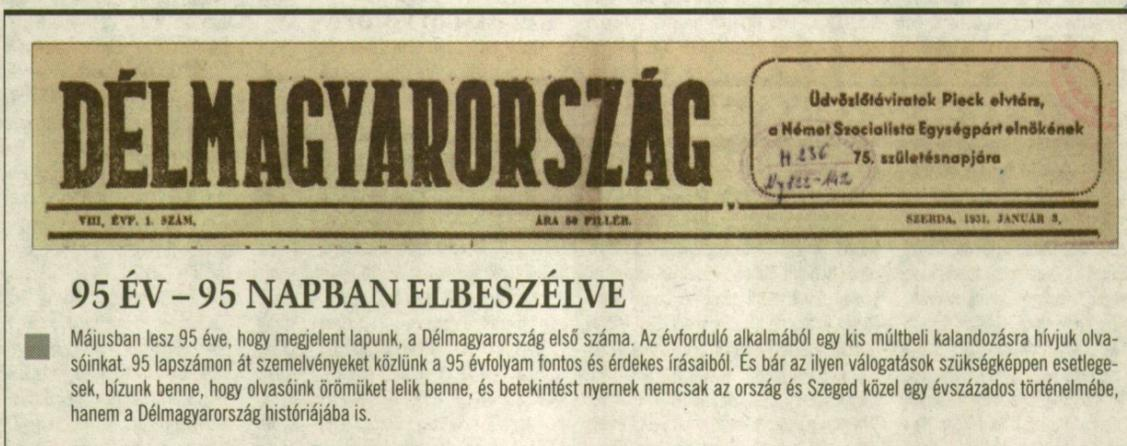 DÉLMAGYARORSZÁG
Üdvözlőtáviratok Pieck elvtárs,
a Német Szocialista Egységpárt elnökének
75. születésnapjára
H 236
VIII. ÉVF. 1. SZÁM.
ÁRA 50 FILLÉR.
SZERDA, 1951. JANUÁR 3.
95 ÉV – 95 NAPBAN ELBESZÉLVE
Májusban lesz 95 éve, hogy megjelent lapunk, a Délmagyarország első száma. Az évforduló alkalmából egy kis múltbeli kalandozásra hívjuk olva-
sóinkat. 95 lapszámon át szemelvényeket közlünk a 95 évfolyam fontos és érdekes írásaiból. És bár az ilyen válogatások szükségképpen esetlege-
sek, bízunk benne, hogy olvasóink örömüket lelik benne, és betekintést nyernek nemcsak az ország és Szeged közel egy évszázados történelmébe,
hanem a Délmagyarország históriájába is.